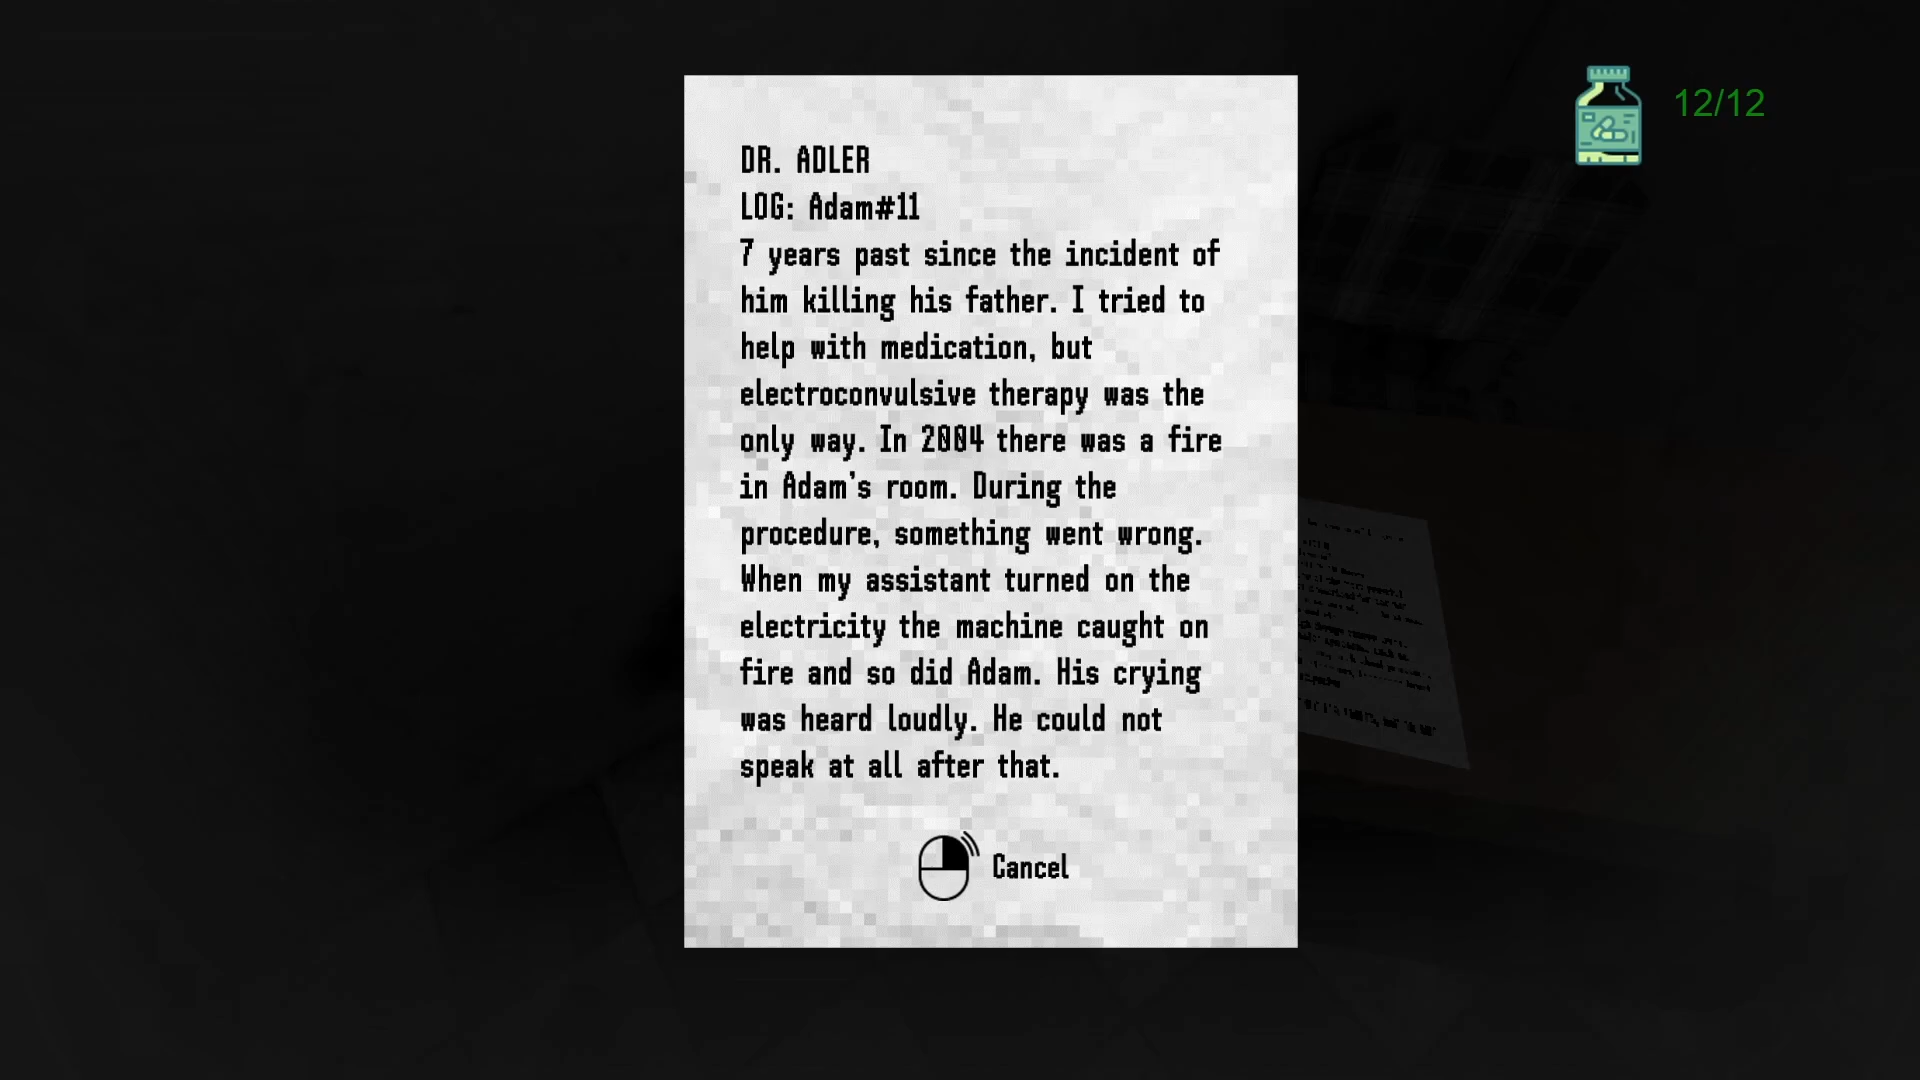 12/12
DR. ADLER
LOG: Adam#11
7 years past since the incident of
him killing his father. I tried to
help with medication, but
electroconvulsive therapy was the
only way. In 2004 there was a fire
in Adam's room. During the
procedure, something went wrong.
When my assistant turned on the
electricity the machine caught on
fire and so did Adam. His crying
was heard loudly. He could not
speak at all after that.
Cancel